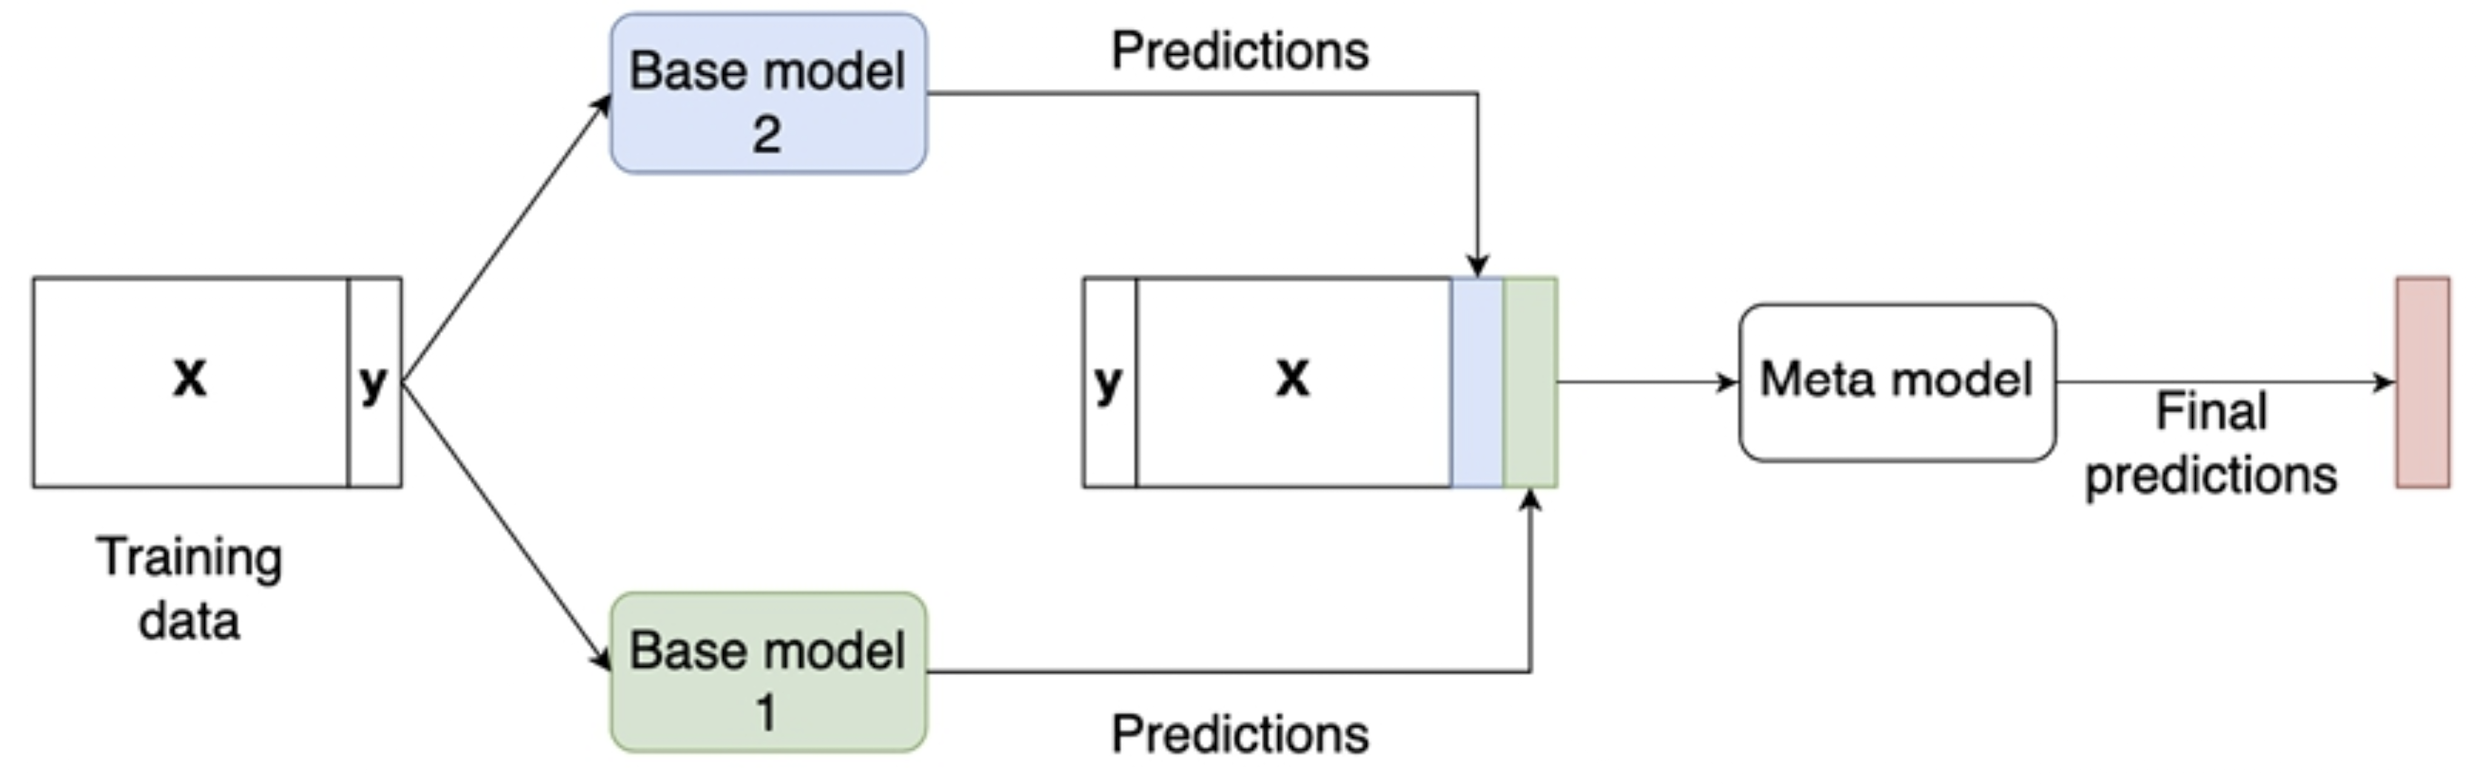 Base model
2
Predictions
X
y
y
X
Meta model
Final
predictions
Training
data
Base model
1
Predictions